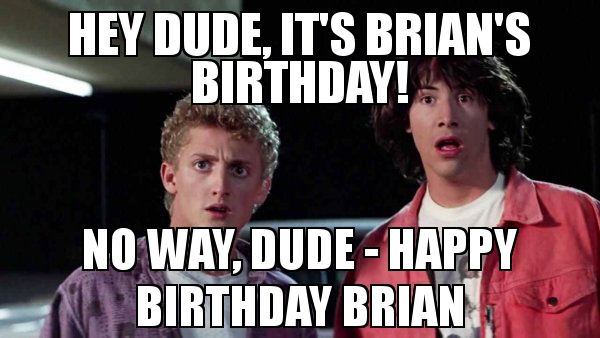 HEY DUDE, IT'S BRIAN'S
BIRTHDAY!
NO WAY, DUDE - HAPPY
BIRTHDAY BRIAN